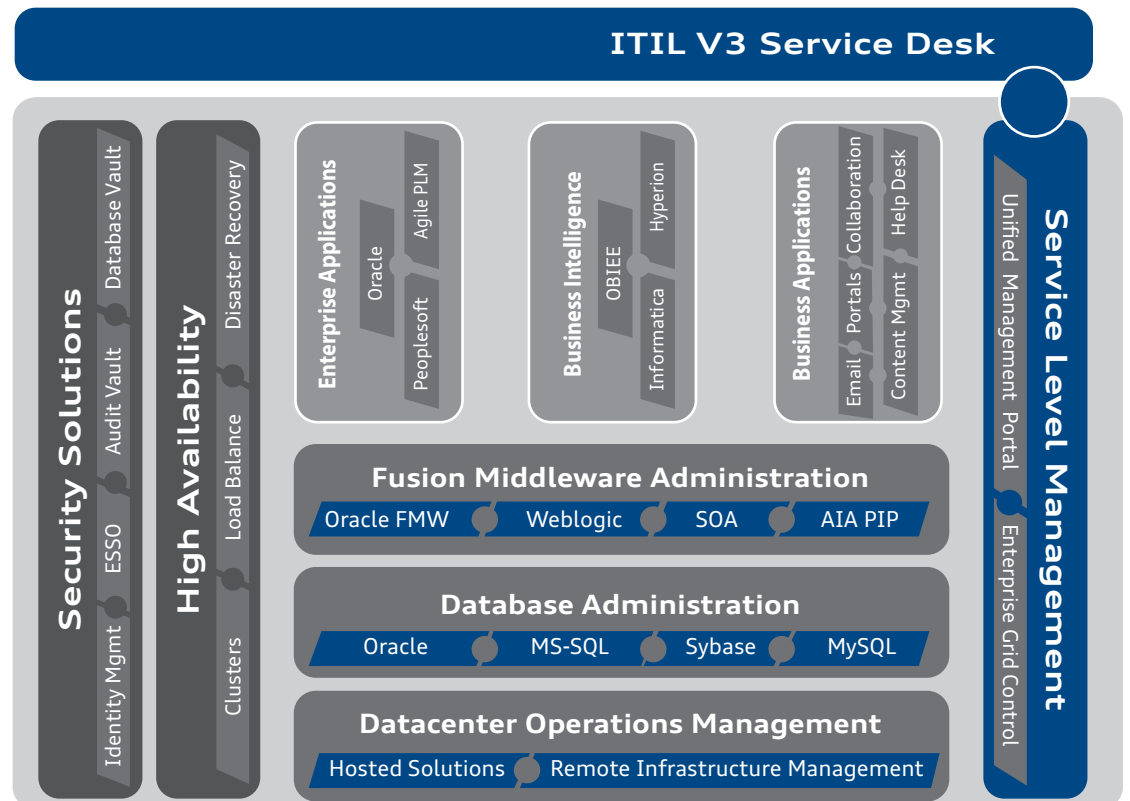 ITIL V3 Service Desk
Security Solutions
Identity Mgmt
ESSO
Audit Vault
Database Vault
High Availability
Clusters
Load Balance
Disaster Recovery
Enterprise Applications
Oracle
Peoplesoft
Agile PLM
Business Intelligence
OBIEE
Informatica
Hyperion
Business Applications
Email
Portals
Collaboration
Content Mgmt
Help Desk
Fusion Middleware Administration
Oracle FMW
Weblogic
SOA
AIA PIP
Database Administration
Oracle
MS-SQL
Sybase
MySQL
Datacenter Operations Management
Hosted Solutions
Remote Infrastructure Management
Service Level Management
Unified Management Portal
Enterprise Grid Control